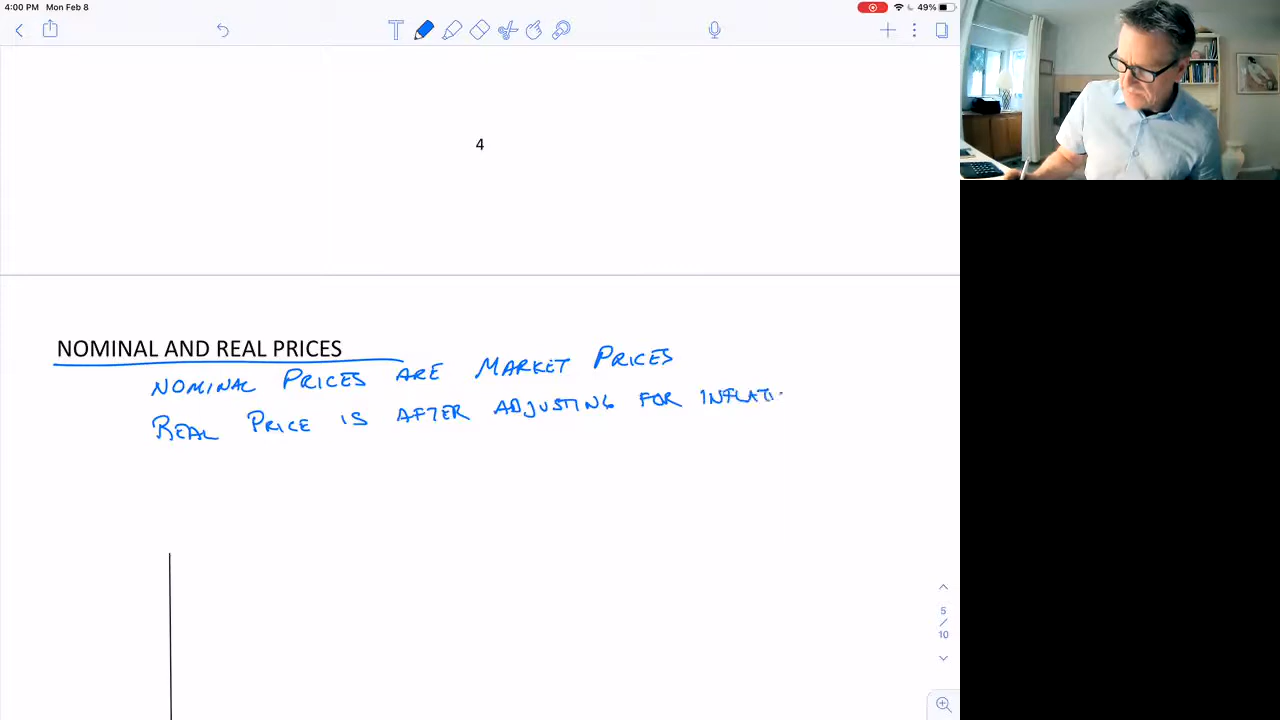 4:00 PM Mon Feb 8
49%
T
4
NOMINAL AND REAL PRICES
NOMINAL PRICES ARE MARKET PRICES
REAL PRICE IS AFTER ADJUSTING FOR INFLATI
5
/
10